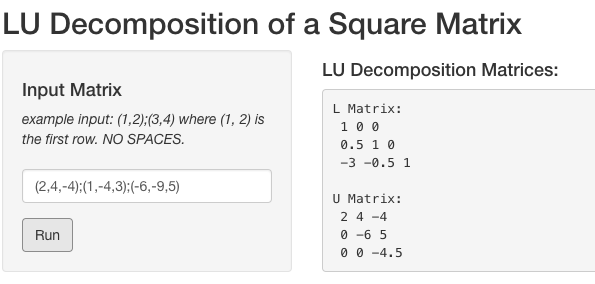 LU Decomposition of a Square Matrix
Input Matrix
example input: (1,2);(3,4) where (1, 2) is
the first row. NO SPACES.
(2,4,-4);(1,-4,3);(-6,-9,5)
Run
LU Decomposition Matrices:
L Matrix:
1 0 0
0.5 1 0
-3 -0.5 1
U Matrix:
2 4 -4
0 -6 5
0 0 -4.5